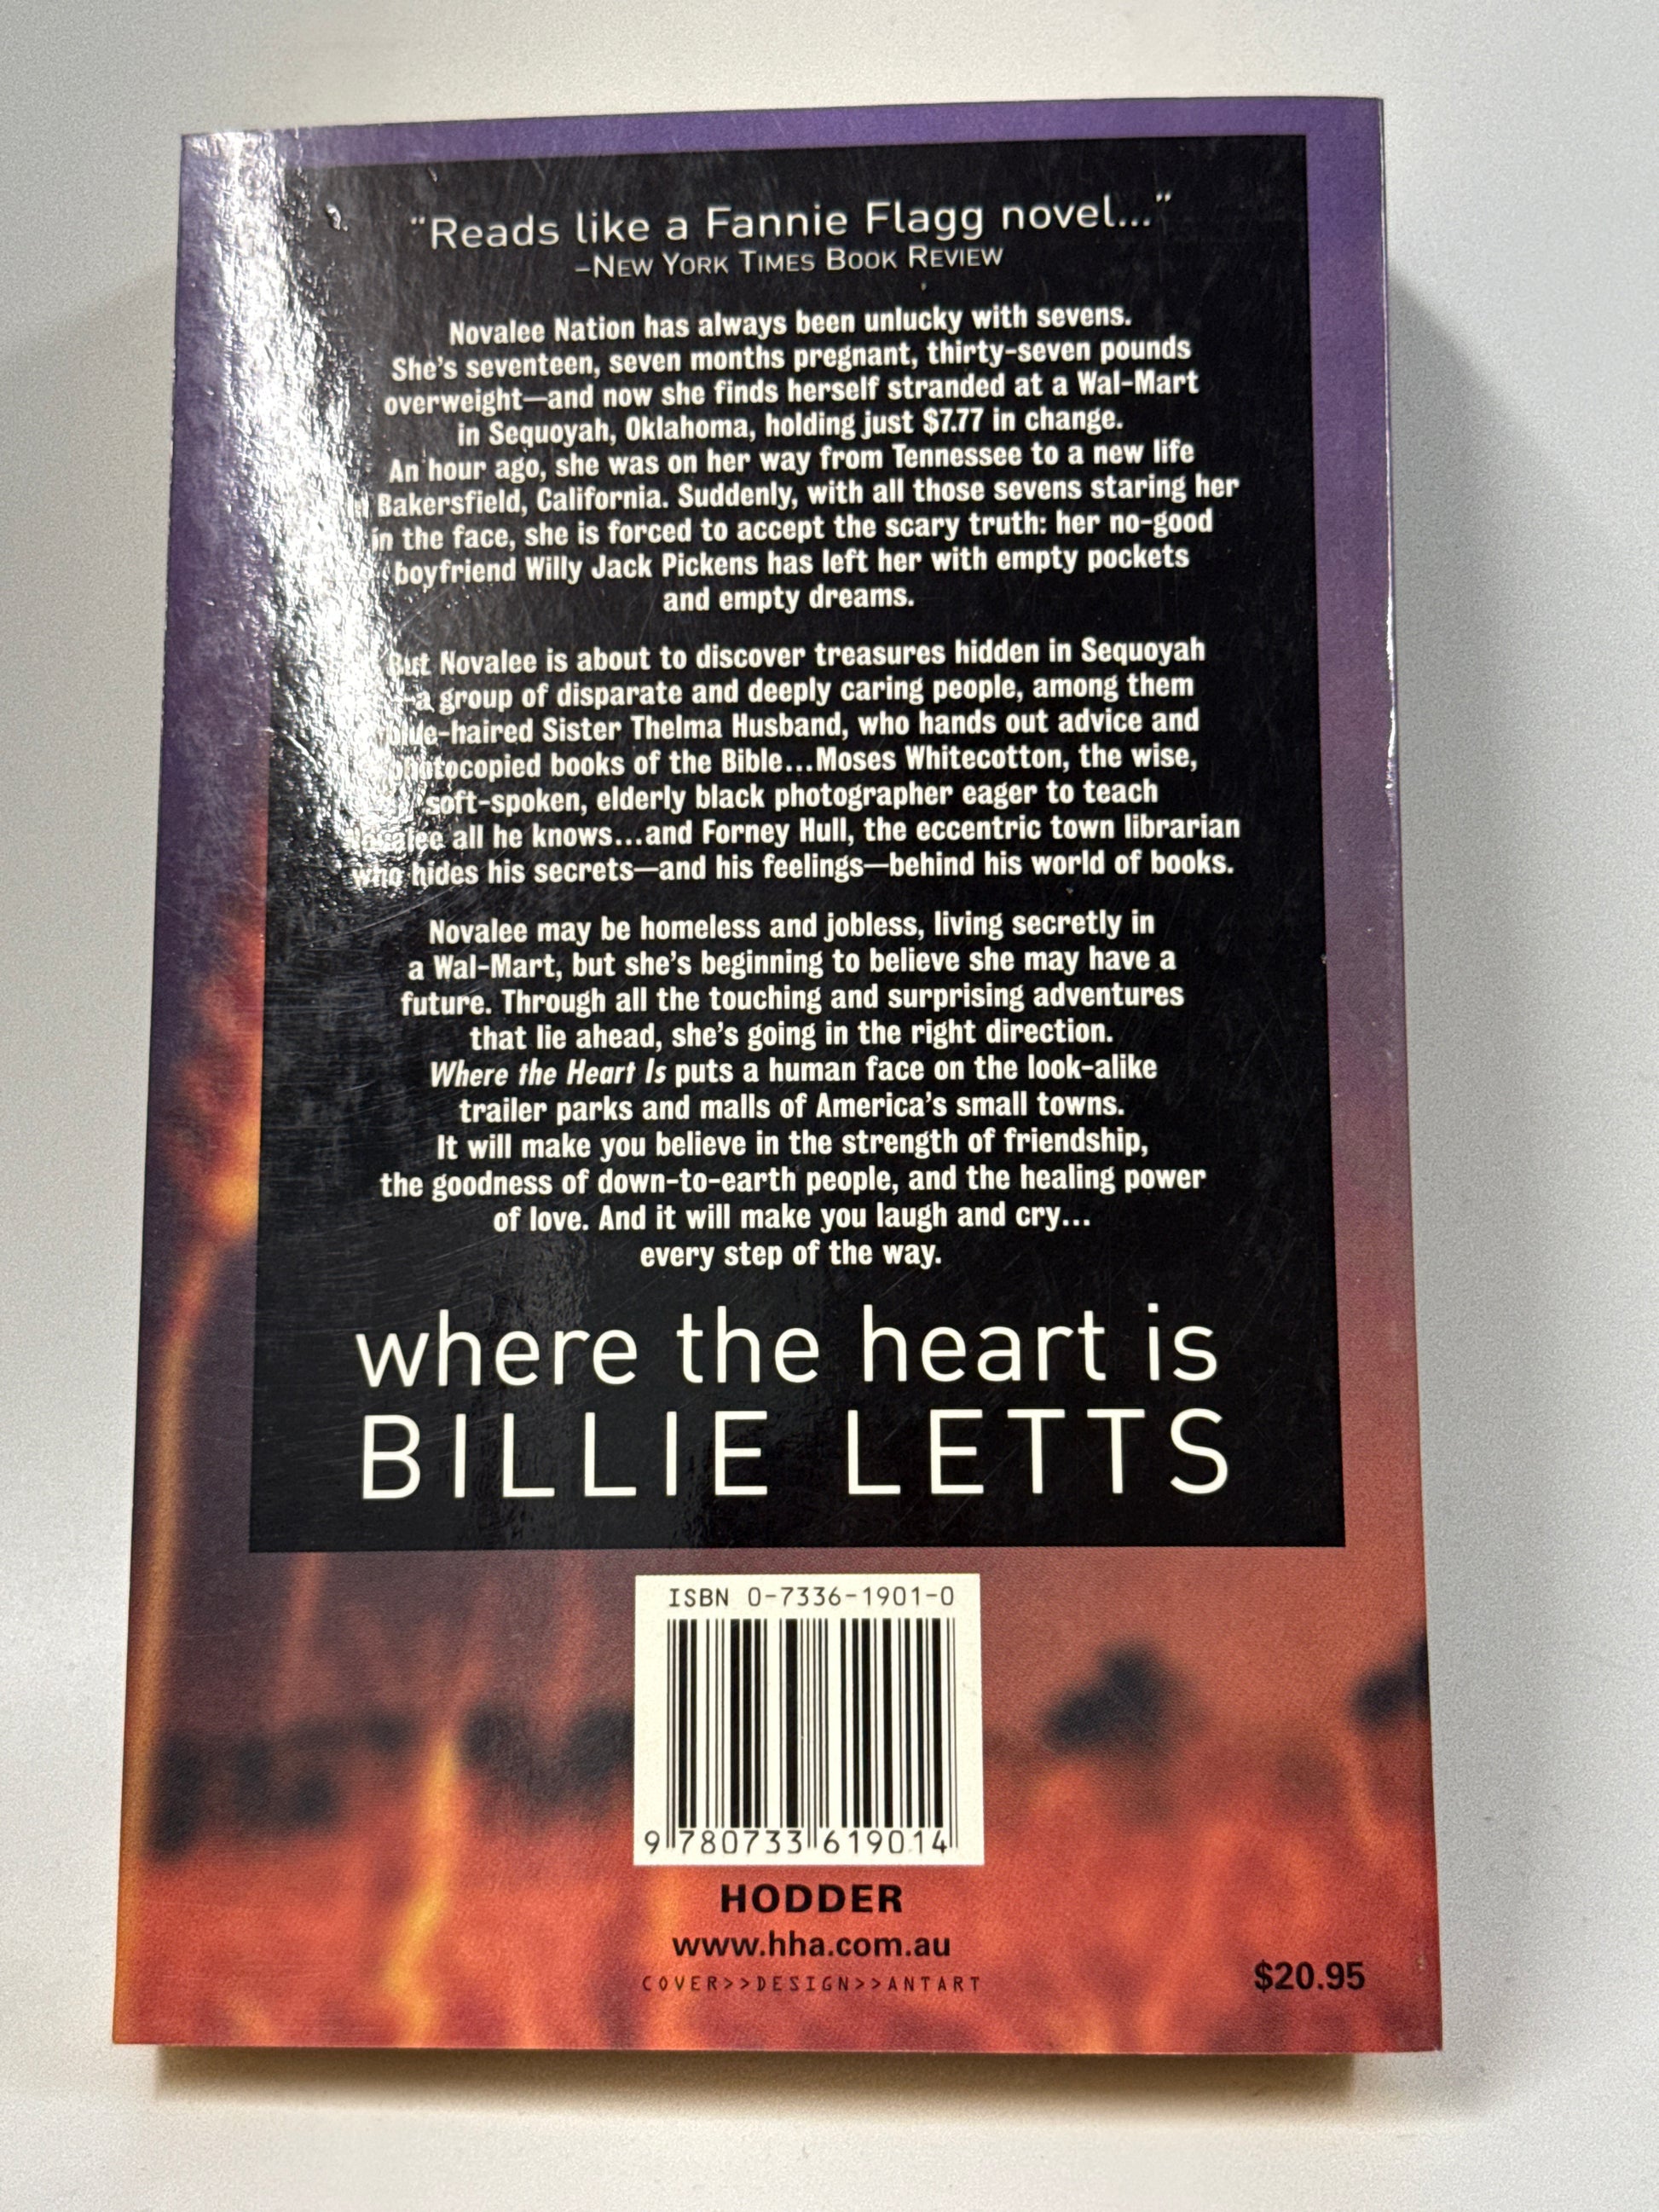 "Reads like a Fannie Flagg novel..."
–NEW YORK TIMES BOOK REVIEW
Novalee Nation has always been unlucky with sevens.
She's seventeen, seven months pregnant, thirty-seven pounds
overweight—and now she finds herself stranded at a Wal-Mart
in Sequoyah, Oklahoma, holding just $7.77 in change.
An hour ago, she was on her way from Tennessee to a new life
Bakersfield, California. Suddenly, with all those sevens staring her
in the face, she is forced to accept the scary truth: her no-good
boyfriend Willy Jack Pickens has left her with empty pockets
and empty dreams.
But Novalee is about to discover treasures hidden in Sequoyah
—a group of disparate and deeply caring people, among them
blue-haired Sister Thelma Husband, who hands out advice and
photocopied books of the Bible...Moses Whitecotton, the wise,
soft-spoken, elderly black photographer eager to teach
Novalee all he knows...and Forney Hull, the eccentric town librarian
who hides his secrets—and his feelings—behind his world of books.
Novalee may be homeless and jobless, living secretly in
a Wal-Mart, but she's beginning to believe she may have a
future. Through all the touching and surprising adventures
that lie ahead, she's going in the right direction.
Where the Heart Is puts a human face on the look-alike
trailer parks and malls of America's small towns.
It will make you believe in the strength of friendship,
the goodness of down-to-earth people, and the healing power
of love. And it will make you laugh and cry...
every step of the way.
where the heart is
BILLIE LETTS
ISBN 0-7336-1901-0
9 780733 619014
HODDER
www.hha.com.au
COVER>>DESIGN>>ANTART
$20.95